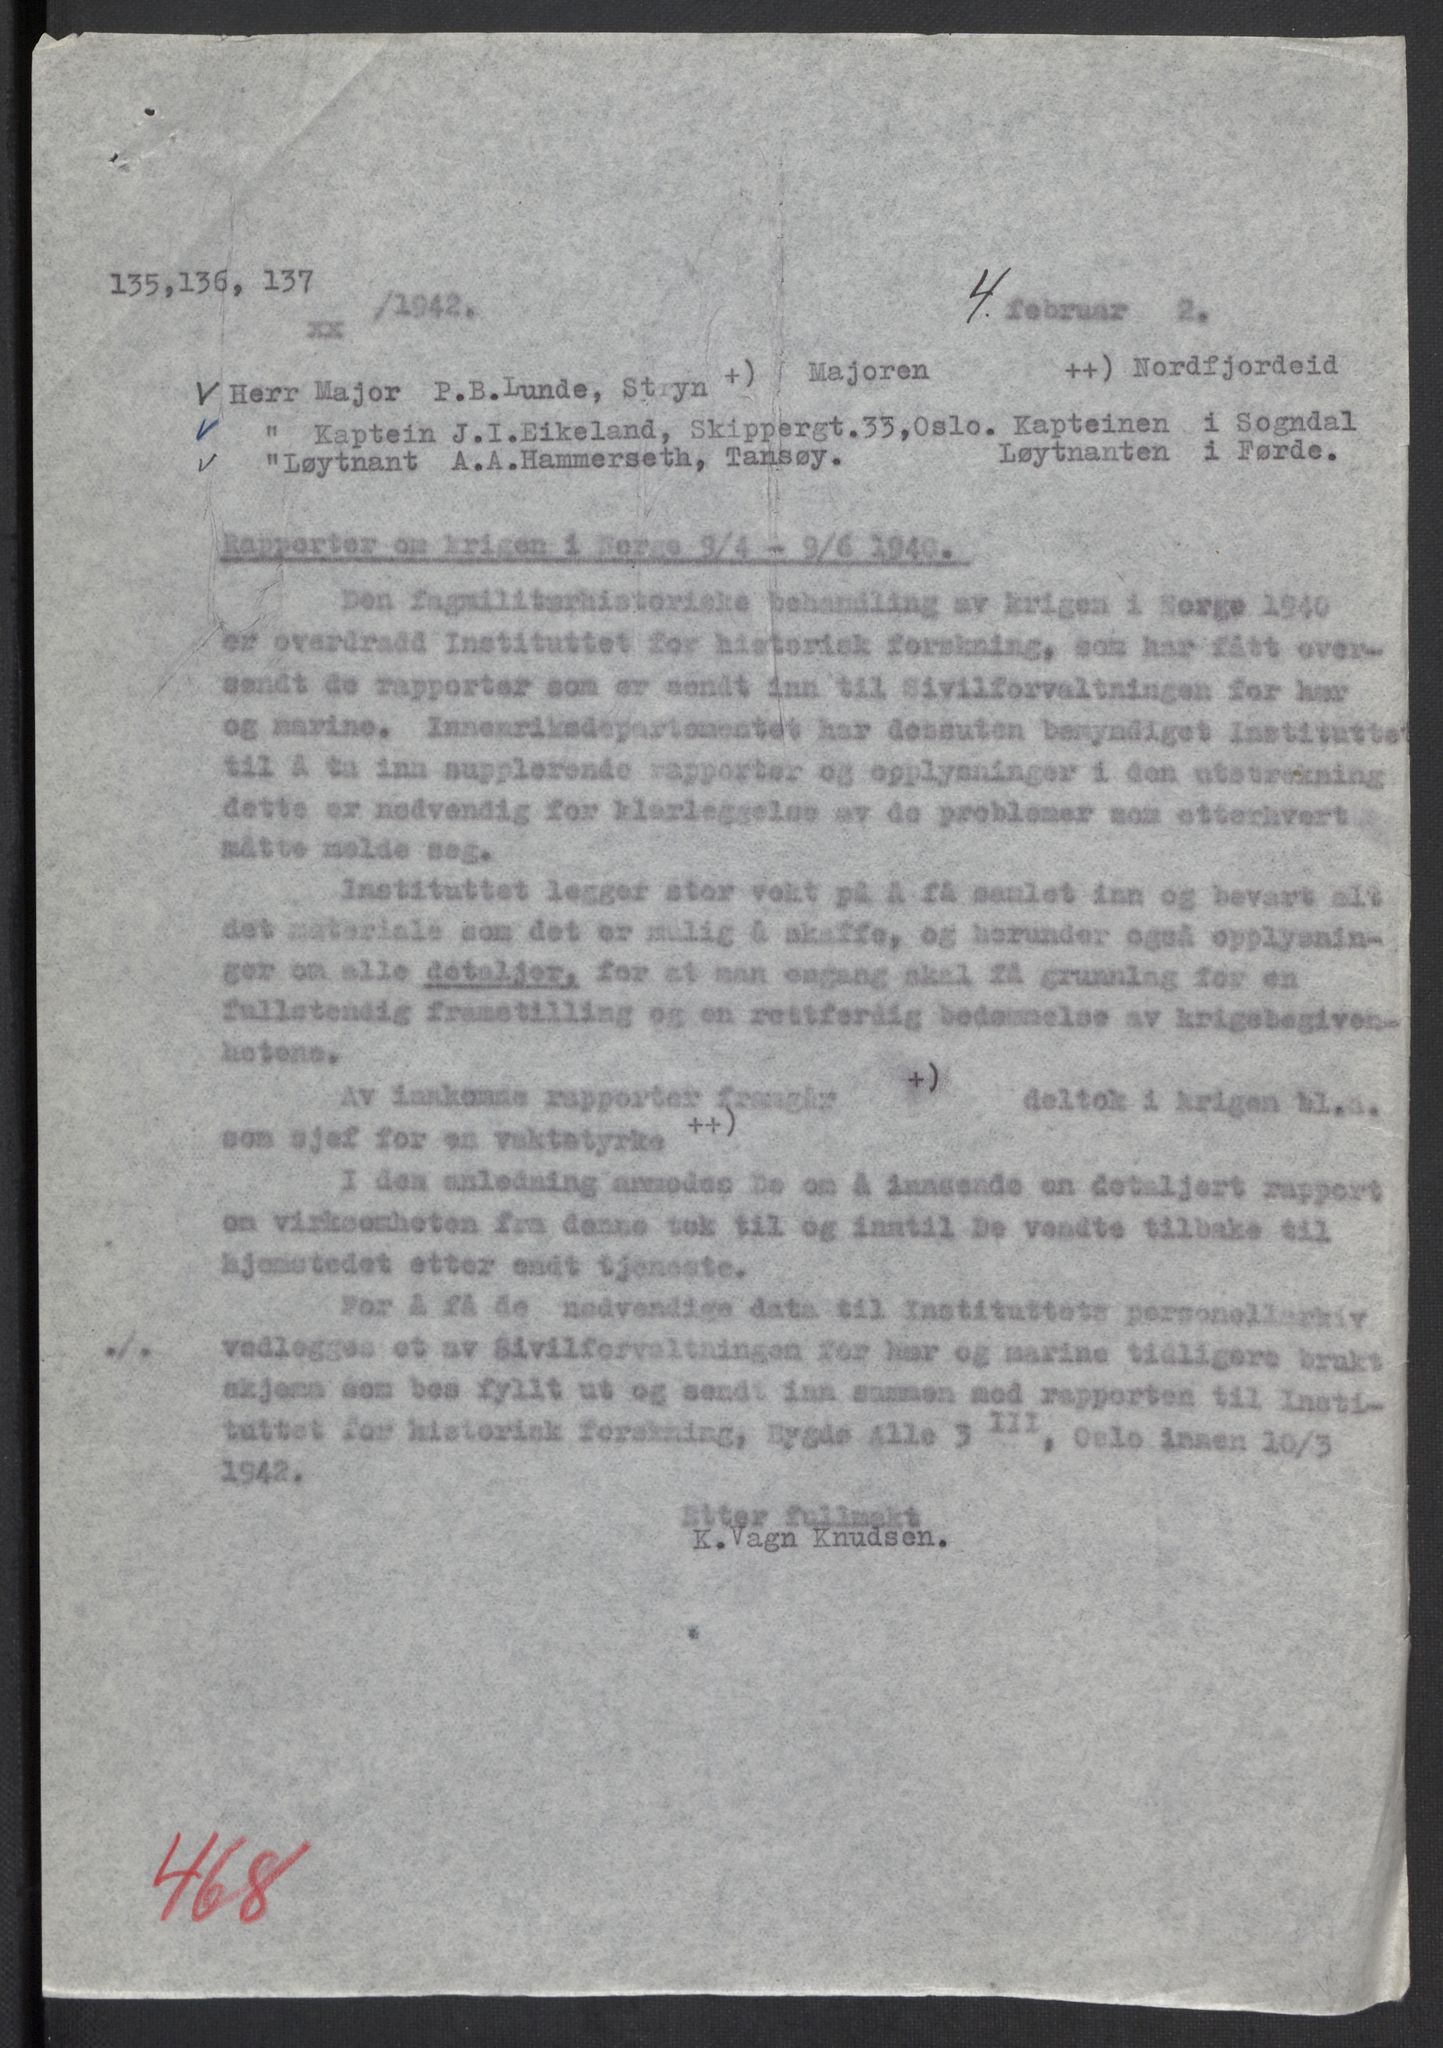 135,136, 137
xx /1942. 4. februar 2.
Herr Major P.B.Lunde, Stryn +) Majoren ++) Nordfjordeid
" Kaptein J.I.Eikeland, Skippergt.33,Oslo. Kapteinen i Sogndal
"Løytnant A.A.Hammerseth, Tansøy. Løytnanten i Førde.
Rapporter om krigen i Norge 9/4 - 9/6 1940.
Den fagmilitærhistoriske behandling av krigen i Norge 1940
er overdradd Instituttet for historisk forskning, som har fått over-
sendt de rapporter som er sendt inn til Sivilforvaltningen for hær
og marine. Innenriksdepartementet har dessuten bemyndiget Instituttet
til å ta inn supplerende rapporter og opplysninger i den utstrekning
dette er nødvendig for klarleggelse av de problemer som etterhvert
måtte melde seg.
Instituttet legger stor vekt på å få samlet inn og bevart alt
det materiale som det er mulig å skaffe, og herunder også opplysnin-
ger om alle detaljer, for at man engang skal få grunnlag for en
fullstendig framstilling og en rettferdig bedømmelse av krigsbegiven-
hetene.
Av innkomne rapporter framgår +) deltok i krigen bl.a.
som sjef for en vaktstyrke ++)
I den anledning anmodes De om å innsende en detaljert rapport
om virksomheten fra denne tok til og inntil De vendte tilbake til
hjemstedet etter endt tjeneste.
For å få de nødvendige data til Instituttets personellarkiv
./. vedlegges et av Sivilforvaltningen for hær og marine tidligere brukt
skjema som bes fyllt ut og sendt inn sammen med rapporten til Insti-
tuttet for historisk forskning, Bygdø Alle 3 III, Oslo innen 10/3
1942.
Etter fullmakt
K.Vagn Knudsen.
468